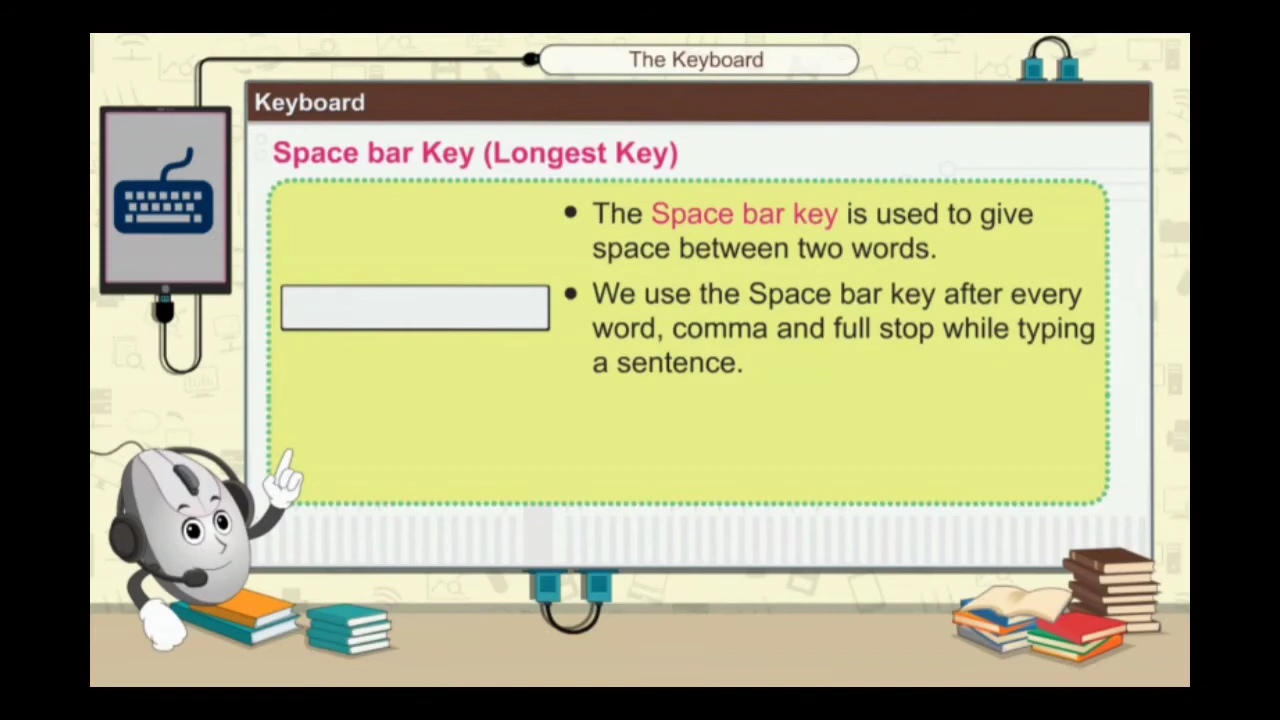 The Keyboard
Keyboard
Space bar Key (Longest Key)
• The Space bar key is used to give
space between two words.
• We use the Space bar key after every
word, comma and full stop while typing
a sentence.